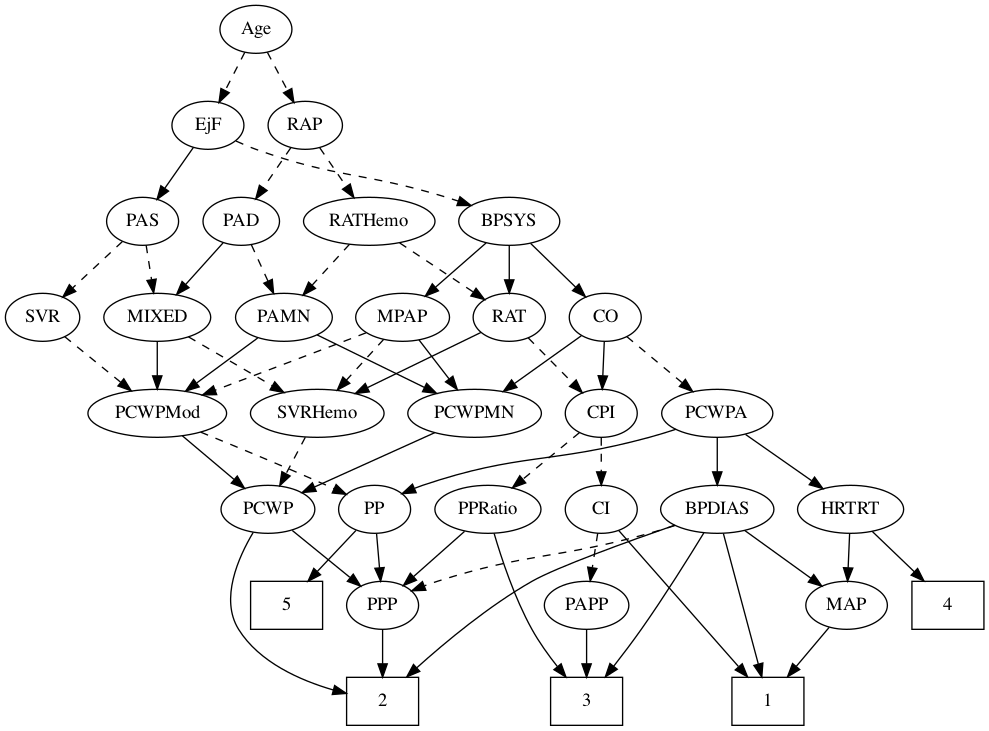 Age
EjF
RAP
PAS
PAD
RATHemo
BPSYS
SVR
MIXED
PAMN
MPAP
RAT
CO
PCWPMod
SVRHemo
PCWPMN
CPI
PCWPA
PCWP
PP
PPRatio
CI
BPDIAS
HRTRT
5
PPP
PAPP
MAP
4
2
3
1